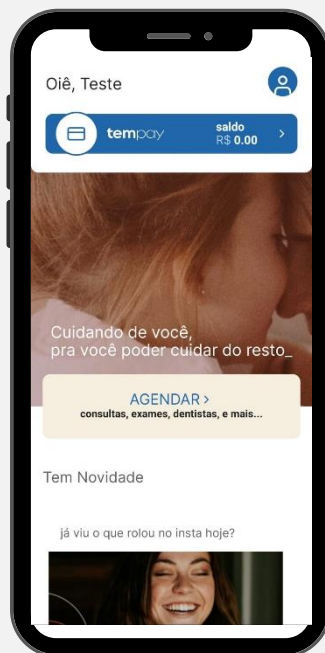 Oiê, Teste
tempay
saldo
R$ 0.00
Cuidando de você,
pra você poder cuidar do resto_
AGENDAR >
consultas, exames, dentistas, e mais...
Tem Novidade
já viu o que rolou no insta hoje?